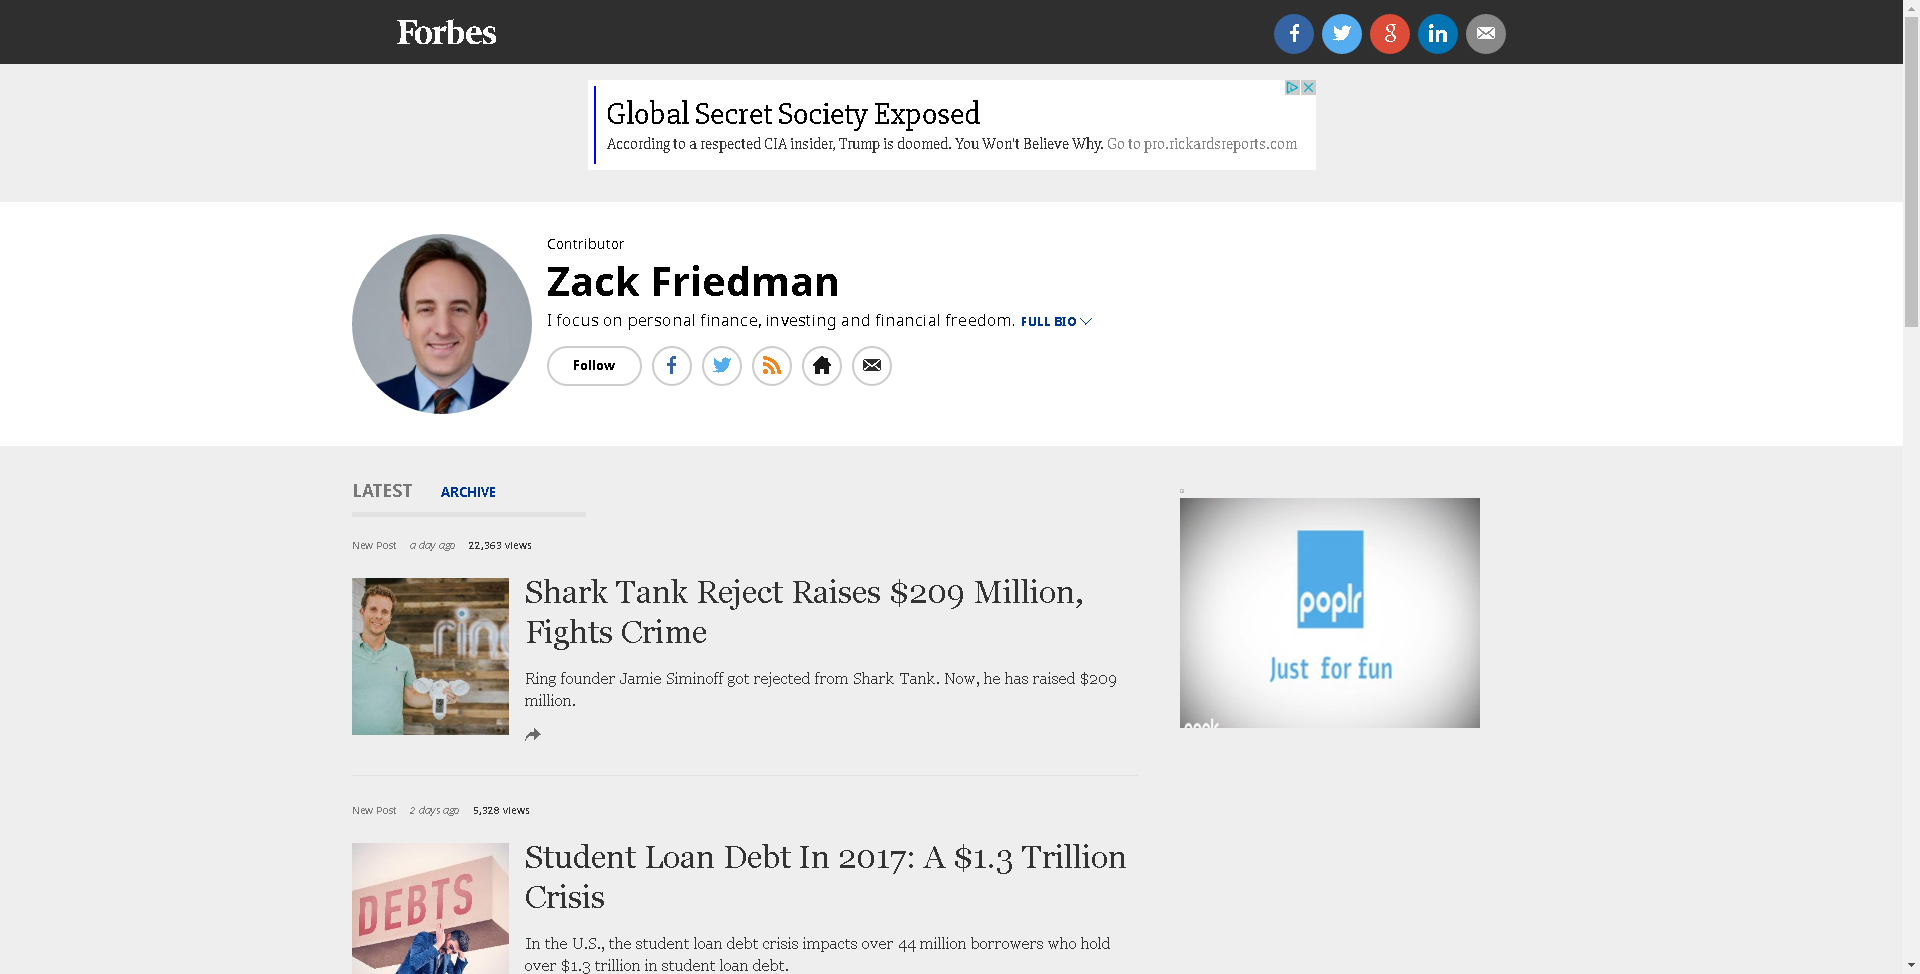 Forbes
Global Secret Society Exposed
According to a respected CIA insider, Trump is doomed. You Won't Believe Why. Go to pro.rickardsreports.com
Contributor
Zack Friedman
I focus on personal finance, investing and financial freedom. FULL BIO
Follow
LATEST ARCHIVE
New Post a day ago 22,363 views
ring
Shark Tank Reject Raises $209 Million,
Fights Crime
Ring founder Jamie Siminoff got rejected from Shark Tank. Now, he has raised $209
million.
poplr
Just for fun
poplr
New Post 2 days ago 5,328 views
DEBTS
Student Loan Debt In 2017: A $1.3 Trillion
Crisis
In the U.S., the student loan debt crisis impacts over 44 million borrowers who hold
over $1.3 trillion in student loan debt.